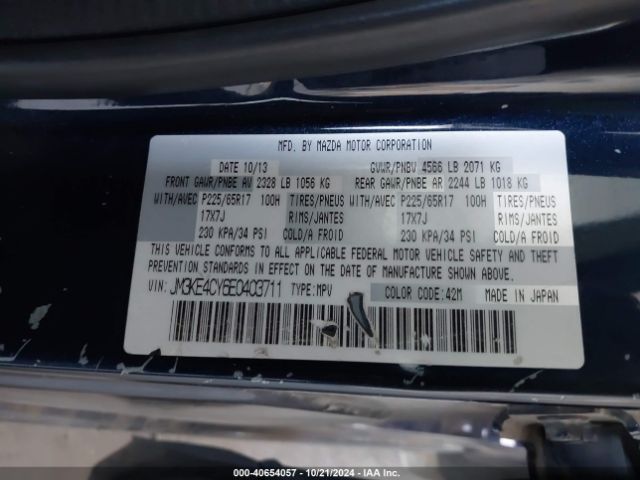 MFD. BY MAZDA MOTOR CORPORATION
DATE 10/13 GVWR/PNBV 4566 LB 2071 KG
FRONT GAWR/PNBE AV 2328 LB 1056 KG REAR GAWR/PNBE AR 2244 LB 1018 KG
WITH/AVEC P225/65R17 100H TIRES/PNEUS WITH/AVEC P225/65R17 100H TIRES/PNEUS
17X7J RIMS/JANTES 17X7J RIMS/JANTES
230 KPA/34 PSI COLD/A FROID 230 KPA/34 PSI COLD/A FROID
THIS VEHICLE CONFORMS TO ALL APPLICABLE FEDERAL MOTOR VEHICLE SAFETY AND THEFT
PREVENTION STANDARDS IN EFFECT ON THE DATE OF MANUFACTURE SHOWN ABOVE.
VIN: JM3KE4CY6E0403711 TYPE: MPV COLOR CODE: 42M MADE IN JAPAN
000-40654057 - 10/21/2024 - IAA Inc.